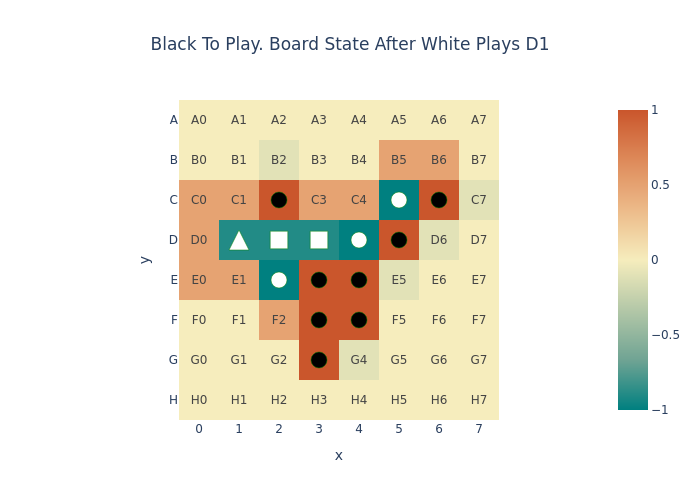 Black To Play. Board State After White Plays D1
A A0 A1 A2 A3 A4 A5 A6 A7
B B0 B1 B2 B3 B4 B5 B6 B7
C C0 C1 C3 C4 C7
D D0 D6 D7
E E0 E1 E5 E6 E7
F F0 F1 F2 F5 F6 F7
G G0 G1 G2 G4 G5 G6 G7
H H0 H1 H2 H3 H4 H5 H6 H7
0 1 2 3 4 5 6 7
x
y
1
0.5
0
−0.5
−1